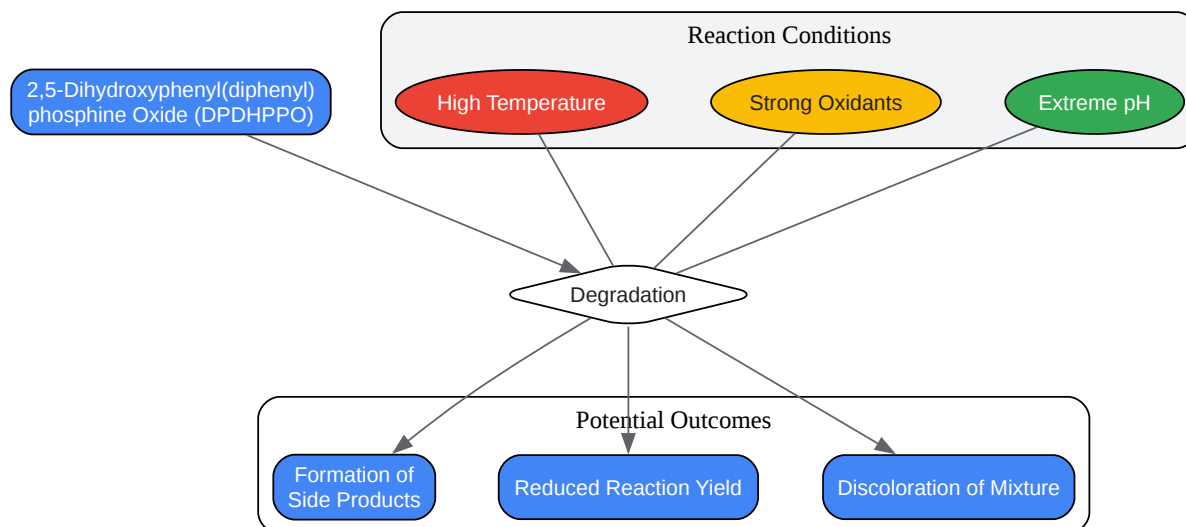 Reaction Conditions
2,5-Dihydroxyphenyl(diphenyl)
phosphine Oxide (DPDHPPO)
High Temperature
Strong Oxidants
Extreme pH
Degradation
Potential Outcomes
Formation of
Side Products
Reduced Reaction Yield
Discoloration of Mixture